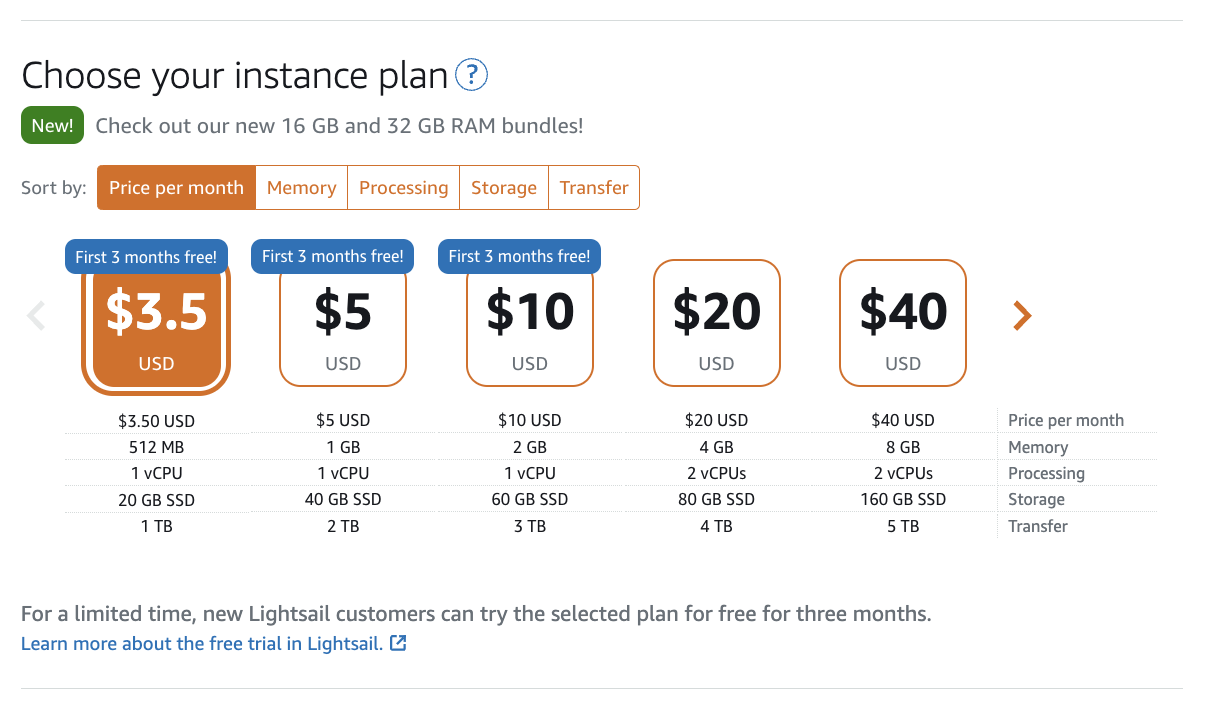 Choose your instance plan ?
New! Check out our new 16 GB and 32 GB RAM bundles!
Sort by: Price per month Memory Processing Storage Transfer
First 3 months free! First 3 months free! First 3 months free!
$3.5 $5 $10 $20 $40
USD USD USD USD USD
$3.50 USD $5 USD $10 USD $20 USD $40 USD Price per month
512 MB 1 GB 2 GB 4 GB 8 GB Memory
1 vCPU 1 vCPU 1 vCPU 2 vCPUs 2 vCPUs Processing
20 GB SSD 40 GB SSD 60 GB SSD 80 GB SSD 160 GB SSD Storage
1 TB 2 TB 3 TB 4 TB 5 TB Transfer
For a limited time, new Lightsail customers can try the selected plan for free for three months.
Learn more about the free trial in Lightsail.